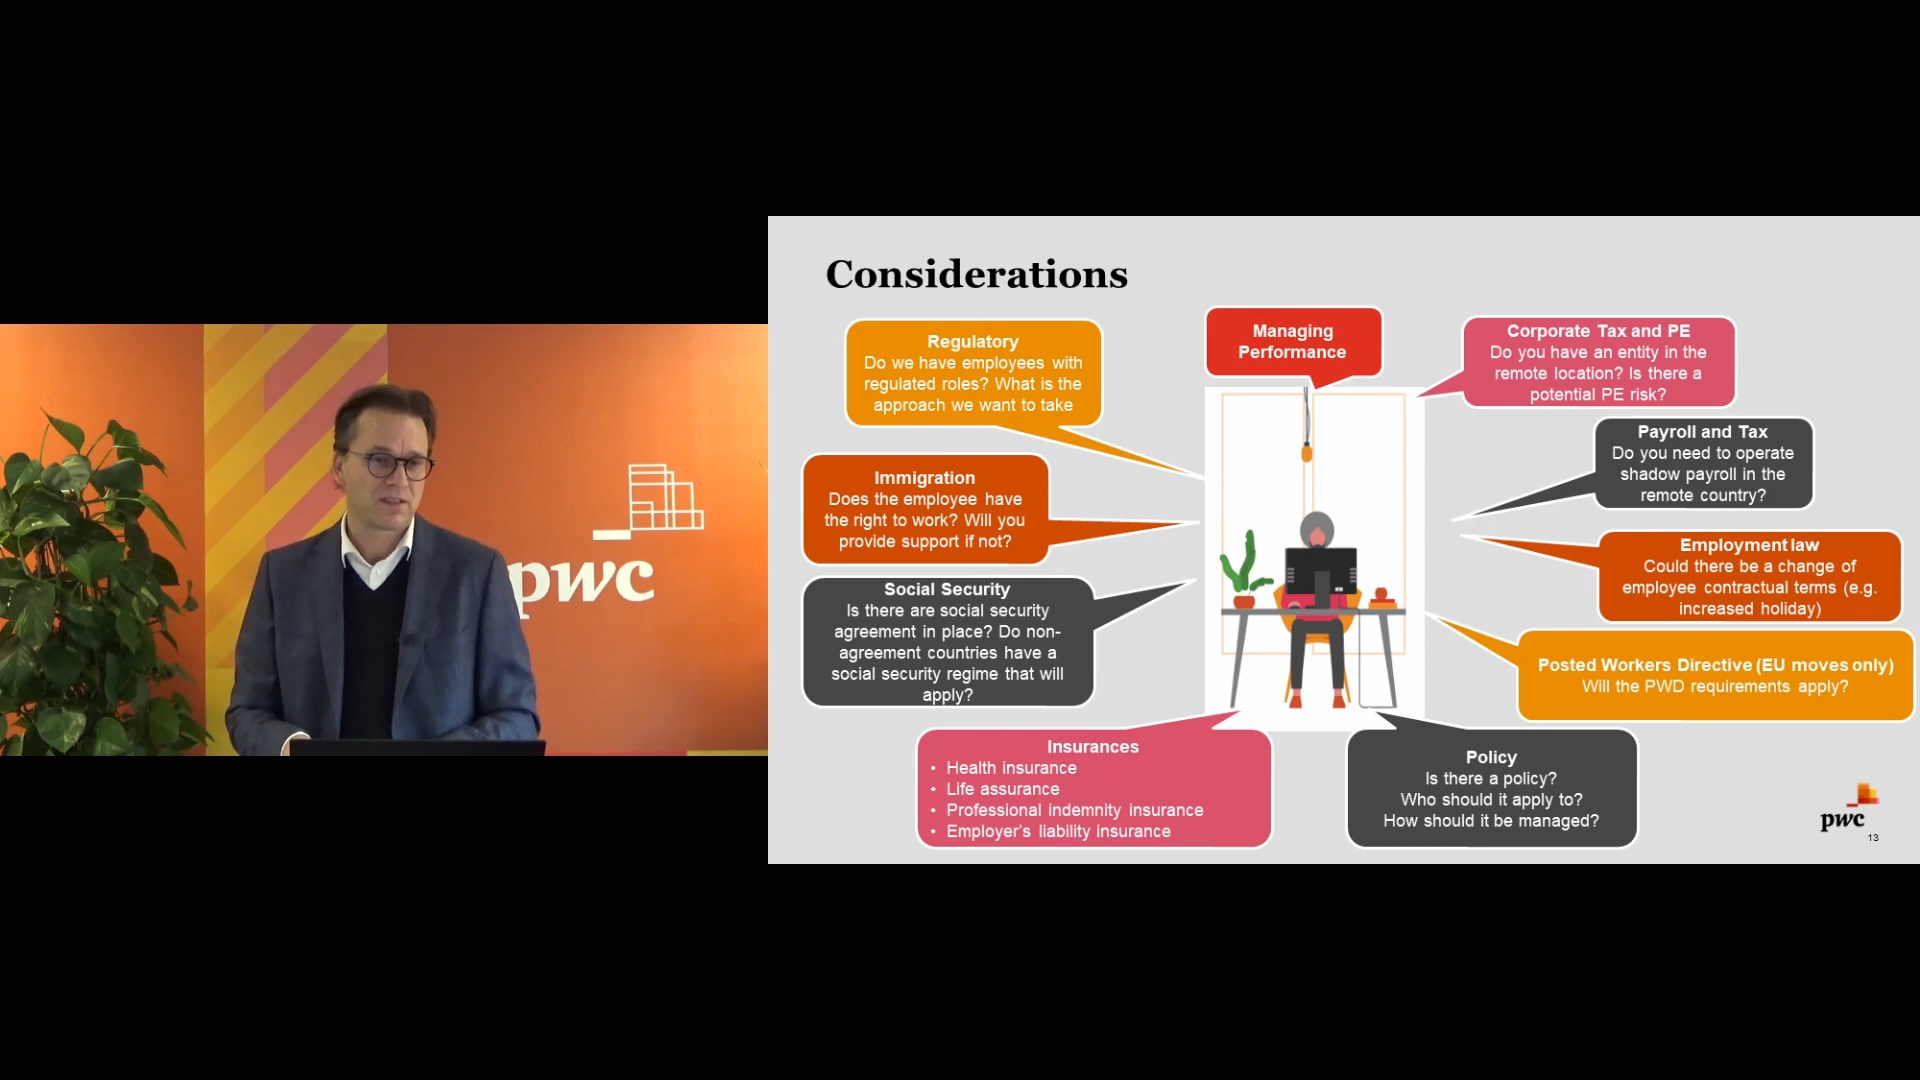 pwc
Considerations
Regulatory
Do we have employees with
regulated roles? What is the
approach we want to take
Immigration
Does the employee have
the right to work? Will you
provide support if not?
Social Security
Is there are social security
agreement in place? Do non-
agreement countries have a
social security regime that will
apply?
Insurances
• Health insurance
• Life assurance
• Professional indemnity insurance
• Employer's liability insurance
Managing
Performance
Corporate Tax and PE
Do you have an entity in the
remote location? Is there a
potential PE risk?
Payroll and Tax
Do you need to operate
shadow payroll in the
remote country?
Employment law
Could there be a change of
employee contractual terms (e.g.
increased holiday)
Posted Workers Directive (EU moves only)
Will the PWD requirements apply?
Policy
Is there a policy?
Who should it apply to?
How should it be managed?
pwc
13